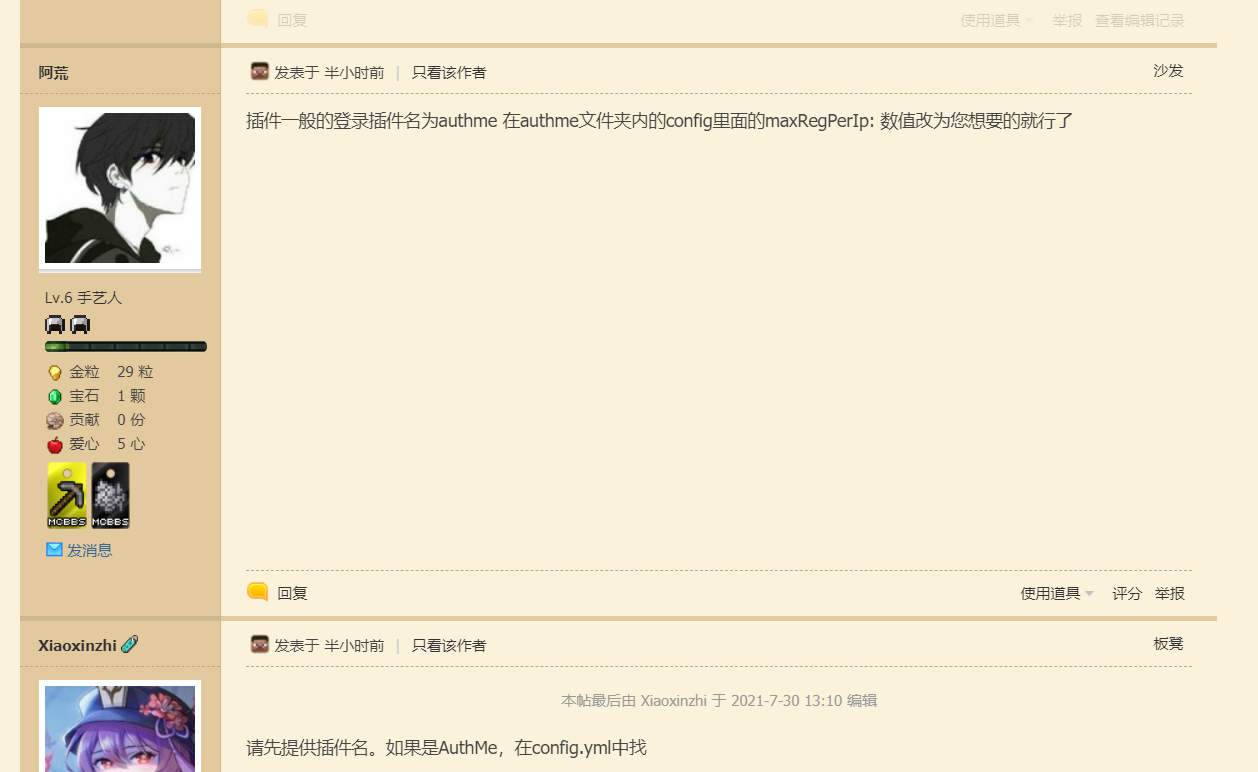 回复 使用道具 举报 查看编辑记录
阿荒 发表于 半小时前 | 只看该作者 沙发
插件一般的登录插件名为authme 在authme文件夹内的config里面的maxRegPerIp: 数值改为您想要的就行了
Lv.6 手艺人
金粒 29 粒
宝石 1 颗
贡献 0 份
爱心 5 心
MCBBS MCBBS
发消息
回复 使用道具 评分 举报
Xiaoxinzhi 发表于 半小时前 | 只看该作者 板凳
本帖最后由 Xiaoxinzhi 于 2021-7-30 13:10 编辑
请先提供插件名。如果是AuthMe，在config.yml中找